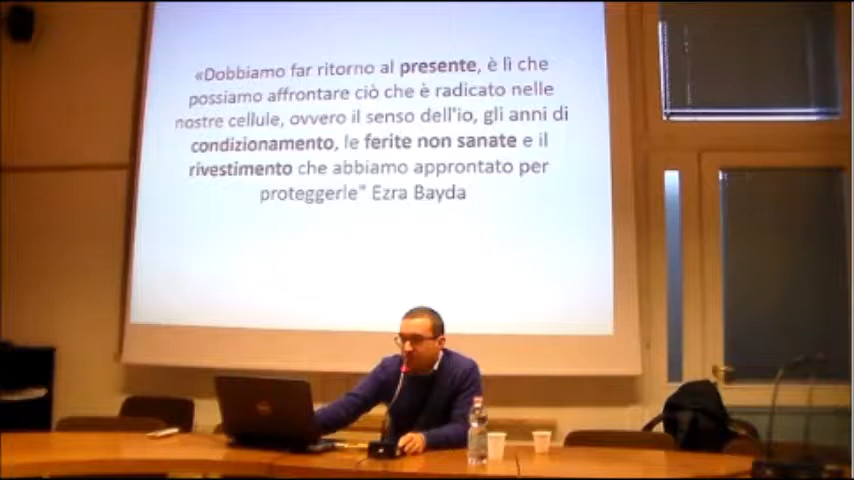 «Dobbiamo far ritorno al presente, è lì che
possiamo affrontare ciò che è radicato nelle
nostre cellule, ovvero il senso dell'io, gli anni di
condizionamento, le ferite non sanate e il
rivestimento che abbiamo approntato per
proteggerle" Ezra Bayda